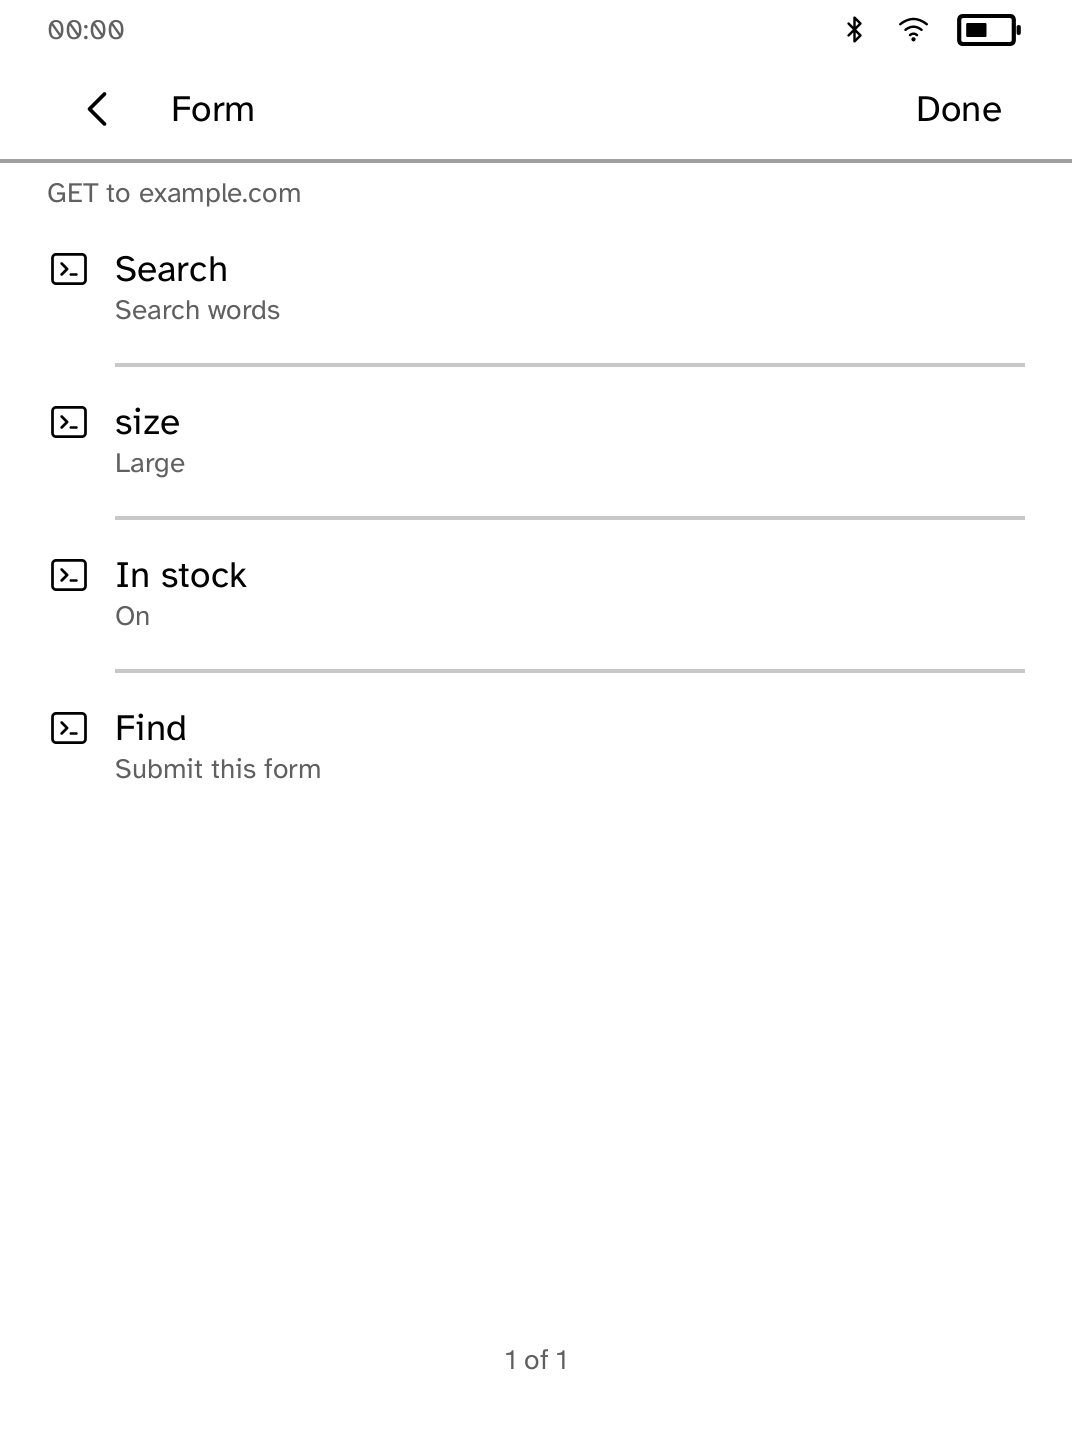 00:00
Form
Done
GET to example.com
Search
Search words
size
Large
In stock
On
Find
Submit this form
1 of 1